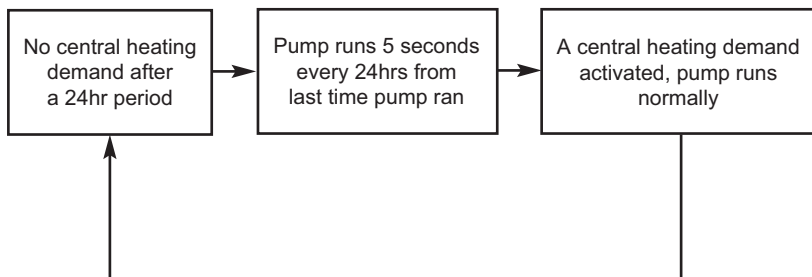 No central heating
demand after
a 24hr period
Pump runs 5 seconds
every 24hrs from
last time pump ran
A central heating demand
activated, pump runs
normally